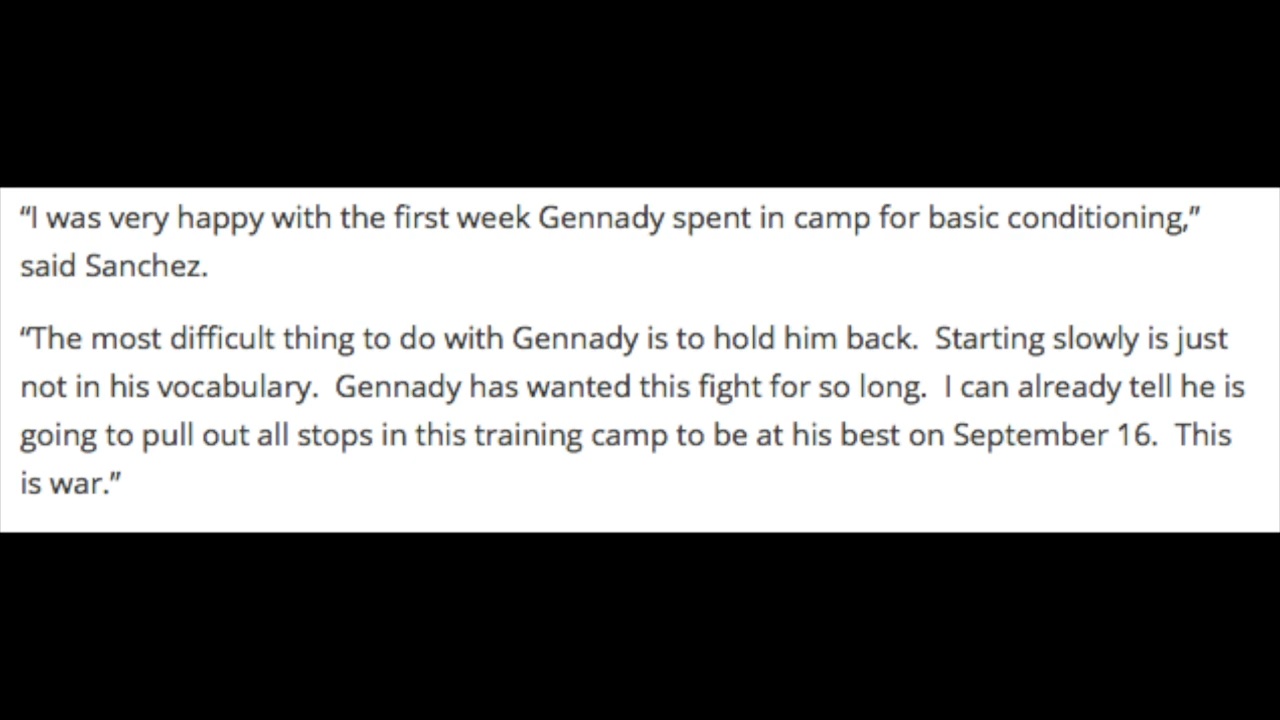 “I was very happy with the first week Gennady spent in camp for basic conditioning,”
said Sanchez.
“The most difficult thing to do with Gennady is to hold him back.  Starting slowly is just
not in his vocabulary.  Gennady has wanted this fight for so long.  I can already tell he is
going to pull out all stops in this training camp to be at his best on September 16.  This
is war.”